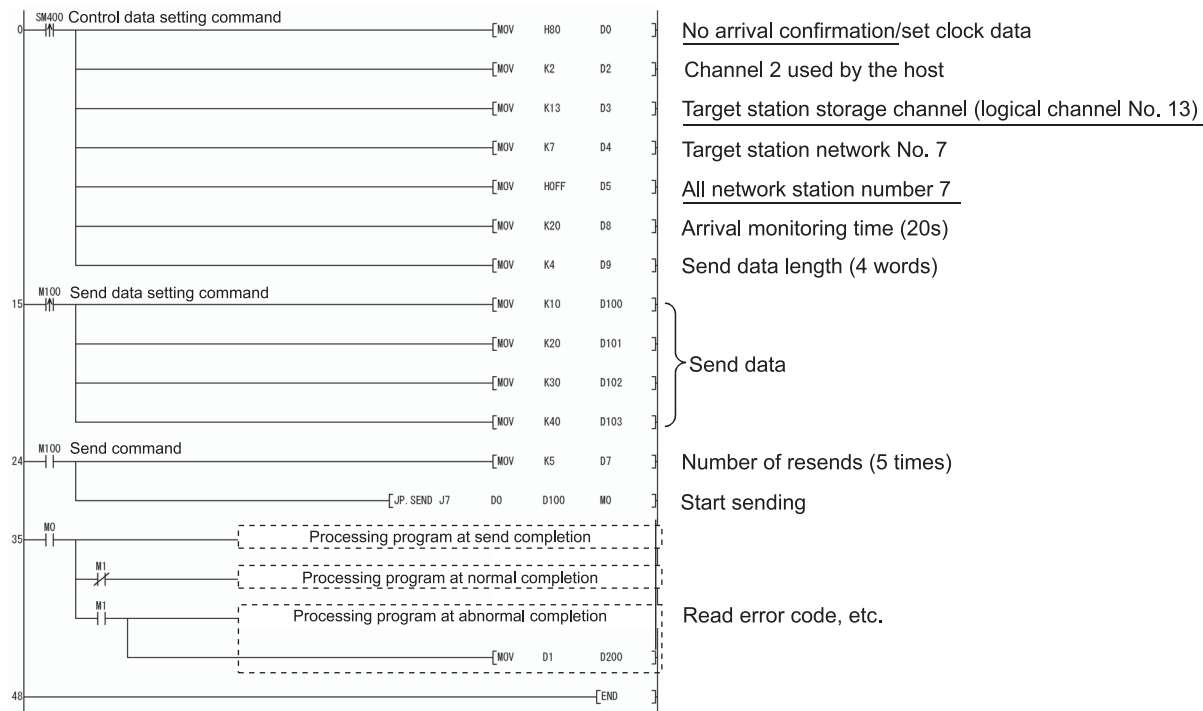 SM400 Control data setting command
0 [MOV H80 D0 ] No arrival confirmation/set clock data
[MOV K2 D2 ] Channel 2 used by the host
[MOV K13 D3 ] Target station storage channel (logical channel No. 13)
[MOV K7 D4 ] Target station network No. 7
[MOV H0FF D5 ] All network station number 7
[MOV K20 D8 ] Arrival monitoring time (20s)
[MOV K4 D9 ] Send data length (4 words)
M100 Send data setting command
15 [MOV K10 D100 ]
[MOV K20 D101 ]
Send data
[MOV K30 D102 ]
[MOV K40 D103 ]
M100 Send command
24 [MOV K5 D7 ] Number of resends (5 times)
[JP.SEND J7 D0 D100 M0 ] Start sending
M0
35 Processing program at send completion
M1
Processing program at normal completion
M1
Processing program at abnormal completion Read error code, etc.
[MOV D1 D200 ]
48 [END ]